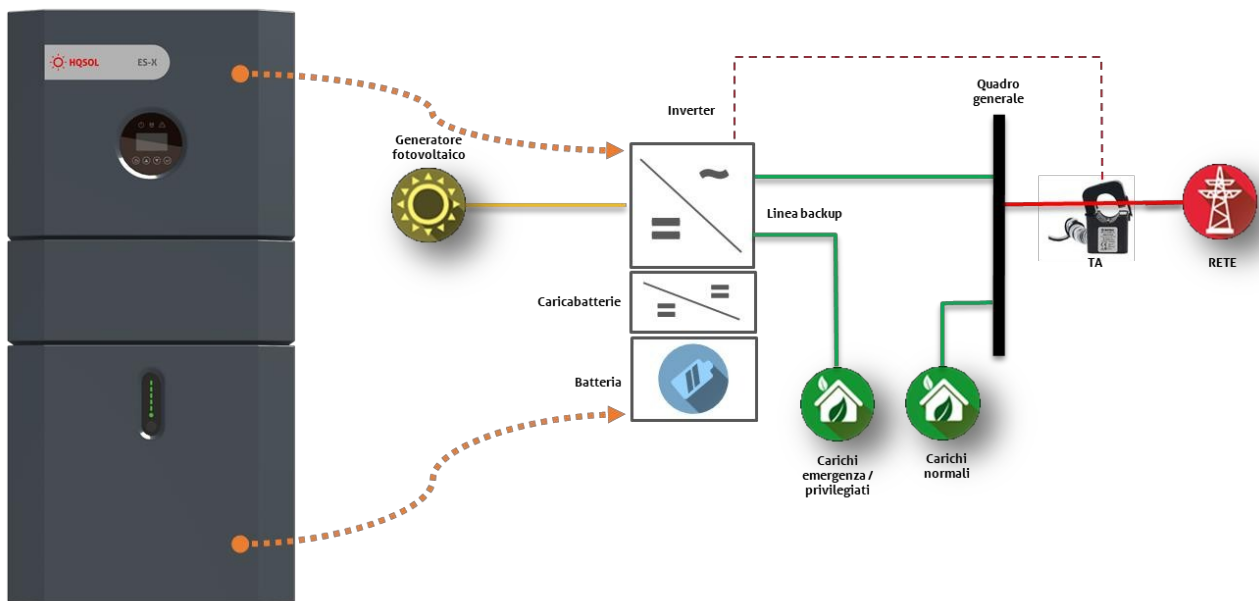 HQSOL ES-X
Quadro
generale
Inverter
Generatore
fotovoltaico
Linea backup
TA
RETE
Caricabatterie
Batteria
Carichi
emergenza /
privilegiati
Carichi
normali